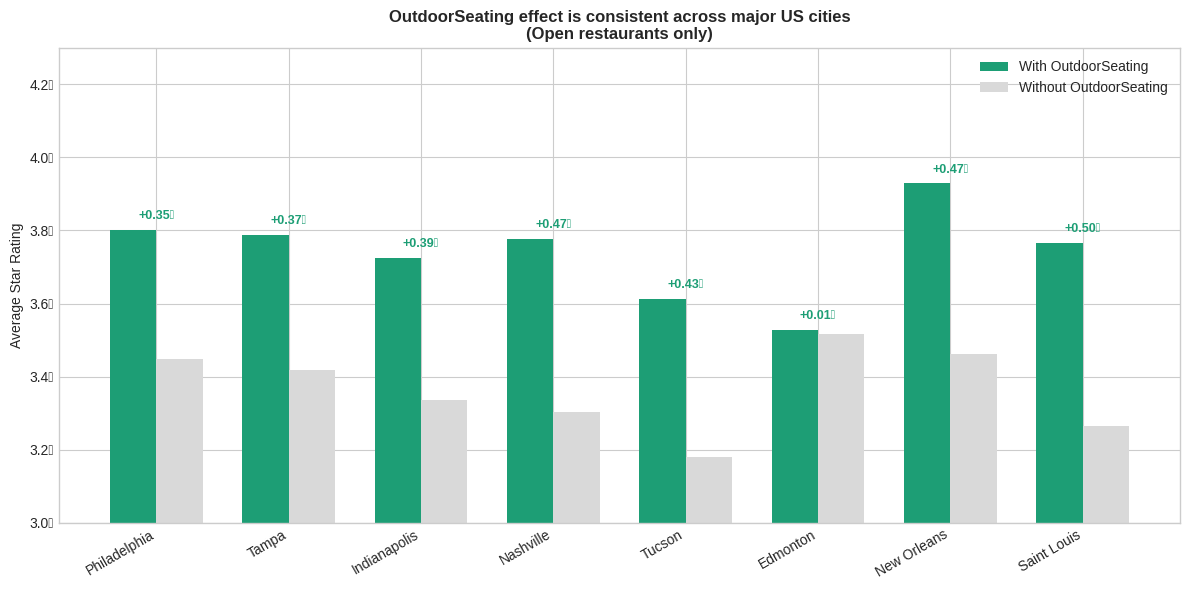 OutdoorSeating effect is consistent across major US cities
(Open restaurants only)
With OutdoorSeating
Without OutdoorSeating
Average Star Rating
4.2▯
4.0▯
3.8▯
3.6▯
3.4▯
3.2▯
3.0▯
+0.35▯
+0.37▯
+0.39▯
+0.47▯
+0.43▯
+0.01▯
+0.47▯
+0.50▯
Philadelphia
Tampa
Indianapolis
Nashville
Tucson
Edmonton
New Orleans
Saint Louis